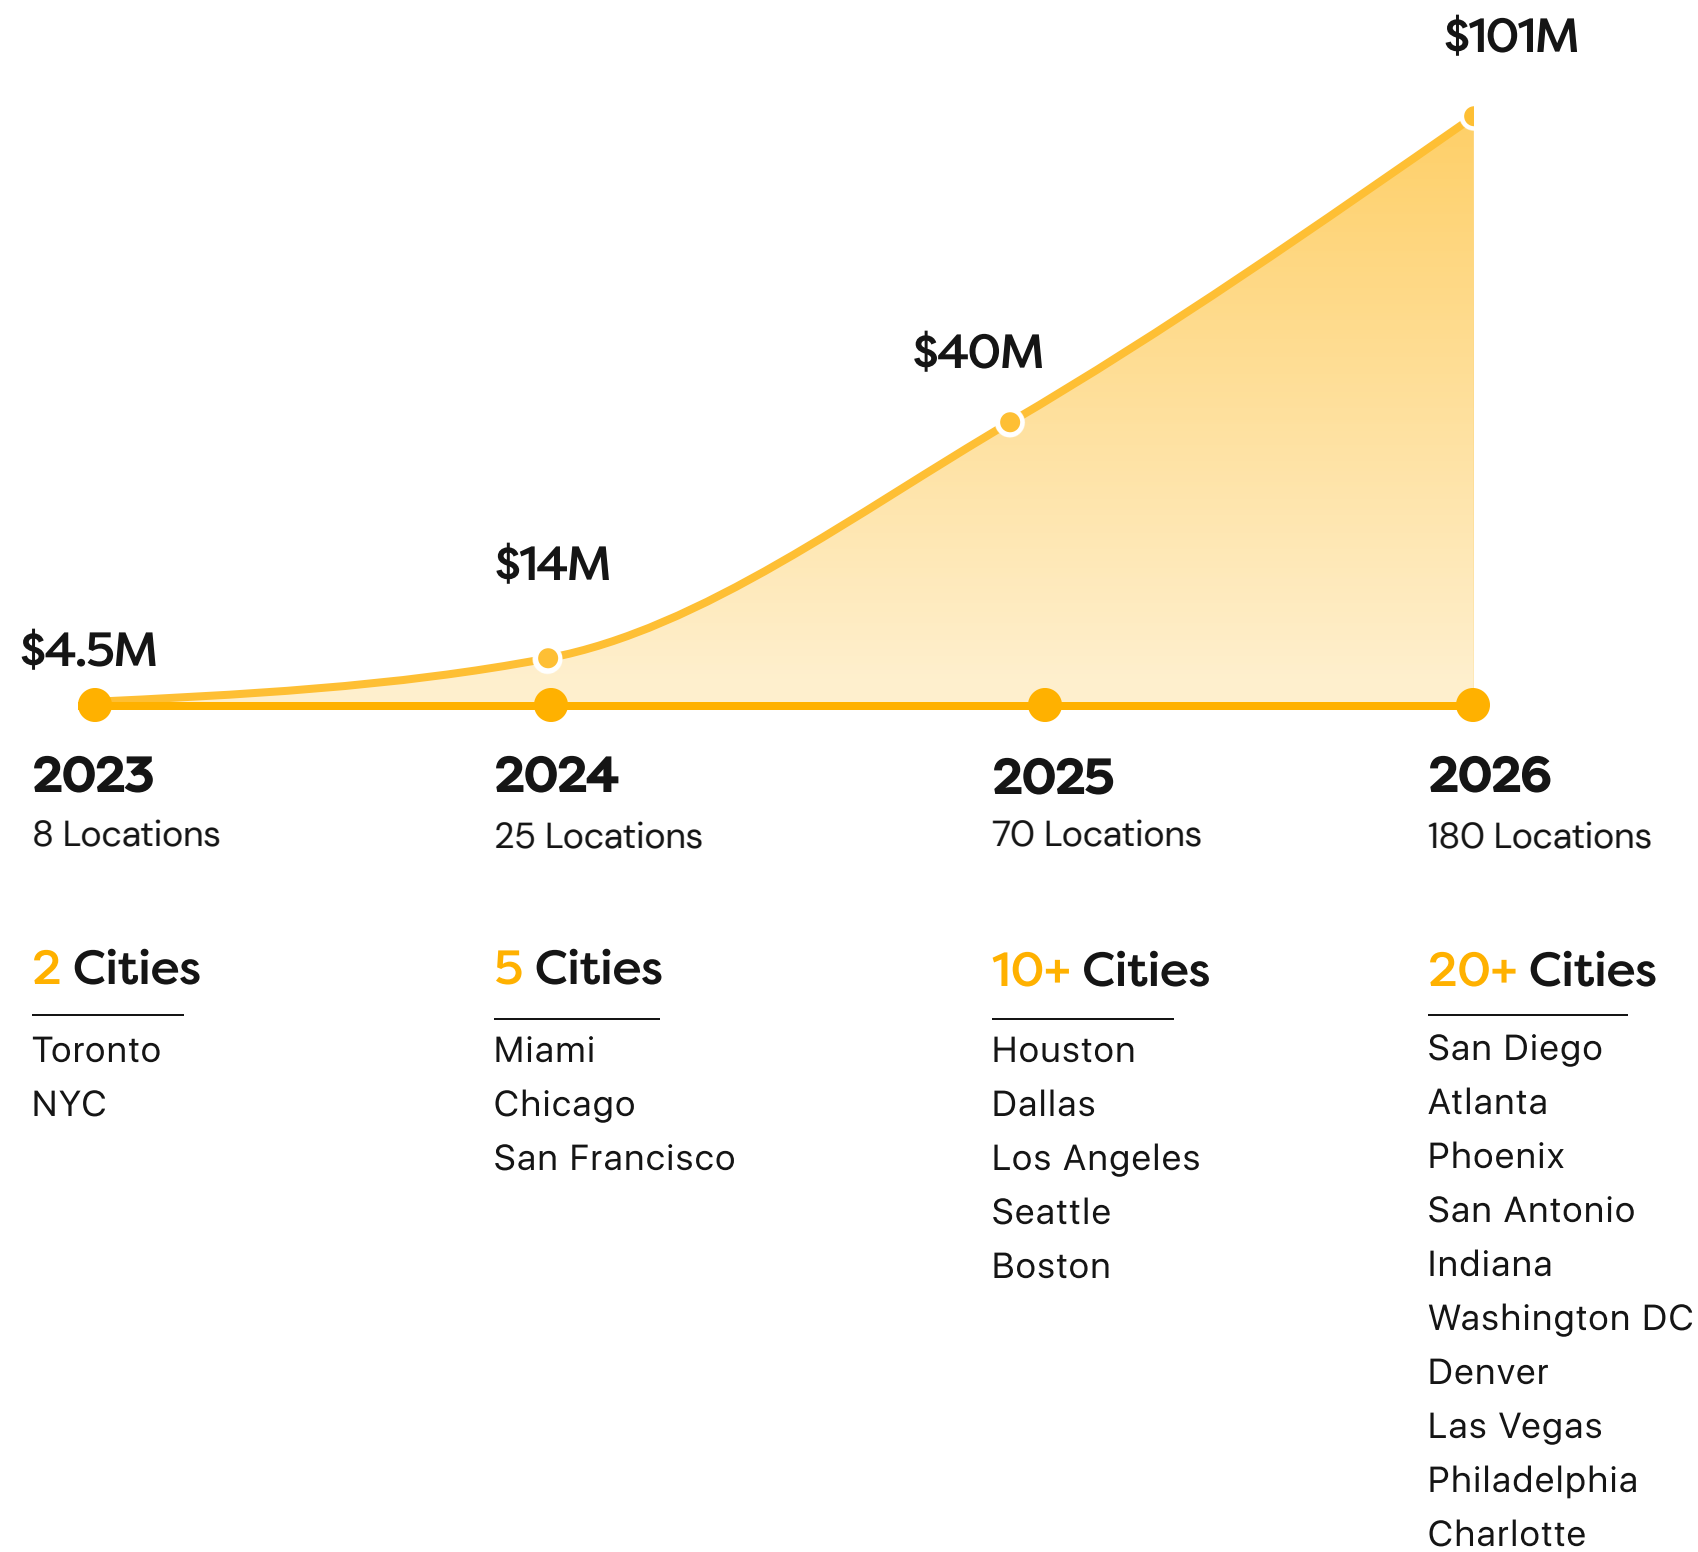 $101M
$40M
$14M
$4.5M
2023
8 Locations
2 Cities
Toronto
NYC
2024
25 Locations
5 Cities
Miami
Chicago
San Francisco
2025
70 Locations
10+ Cities
Houston
Dallas
Los Angeles
Seattle
Boston
2026
180 Locations
20+ Cities
San Diego
Atlanta
Phoenix
San Antonio
Indiana
Washington DC
Denver
Las Vegas
Philadelphia
Charlotte